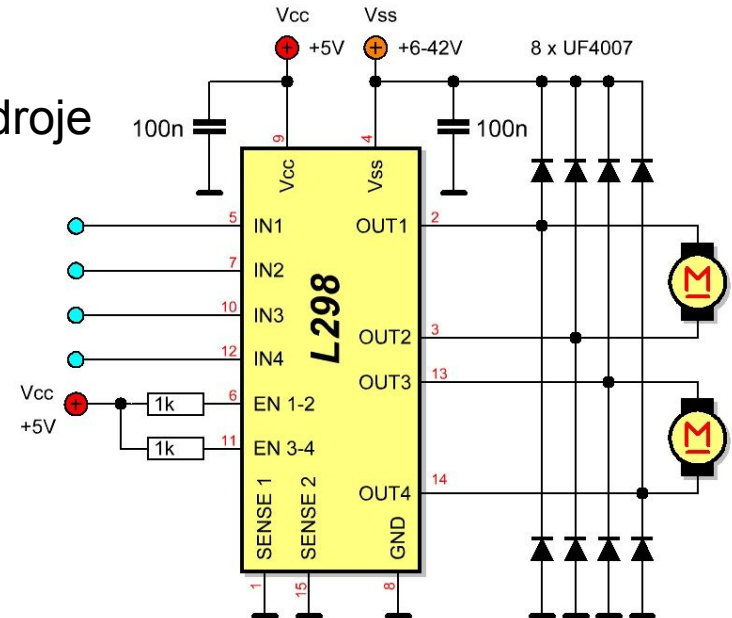 Vcc Vss
+5V +6-42V 8 x UF4007
droje
100n 100n
9 4
Vcc Vss
5 IN1 OUT1 2
7 IN2
L298
10 IN3
OUT2 3
12 IN4
OUT3 13
Vcc
+5V
1k 6 EN 1-2
1k 11 EN 3-4
OUT4 14
SENSE 1 SENSE 2 GND
1 15 8
M
M